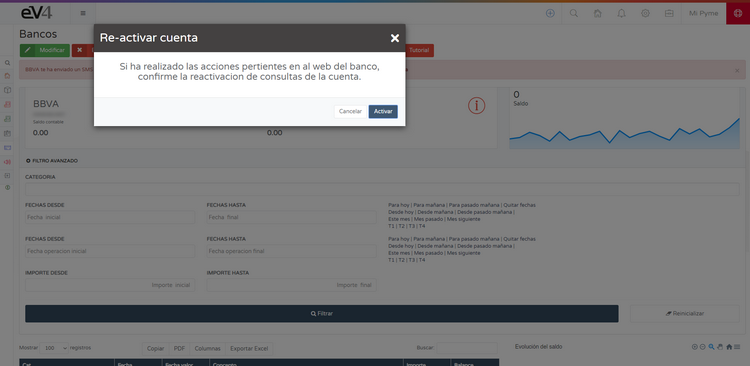 eV4
Mi Pyme
Bancos
Modificar
Tutorial
Re-activar cuenta
Si ha realizado las acciones pertientes en al web del banco,
confirme la reactivacion de consultas de la cuenta.
Cancelar
Activar
BBVA te ha enviado un SMS
BBVA
Saldo contable
0.00
0.00
0
Saldo
FILTRO AVANZADO
CATEGORIA
FECHAS DESDE
FECHAS HASTA
Fecha inicial
Fecha final
Para hoy | Para mañana | Para pasado mañana | Quitar fechas
Desde hoy | Desde mañana | Desde pasado mañana |
Este mes | Mes pasado | Mes siguiente
T1 | T2 | T3 | T4
FECHAS DESDE
FECHAS HASTA
Fecha operacion inicial
Fecha operacion final
Para hoy | Para mañana | Para pasado mañana | Quitar fechas
Desde hoy | Desde mañana | Desde pasado mañana |
Este mes | Mes pasado | Mes siguiente
T1 | T2 | T3 | T4
IMPORTE DESDE
IMPORTE HASTA
Importe inicial
Importe final
Filtrar
Reinicializar
Mostrar 100 registros
Copiar PDF Columnas Exportar Excel
Buscar:
Evolución del saldo
Cat. Fecha Fecha valor Concepto Importe Balance